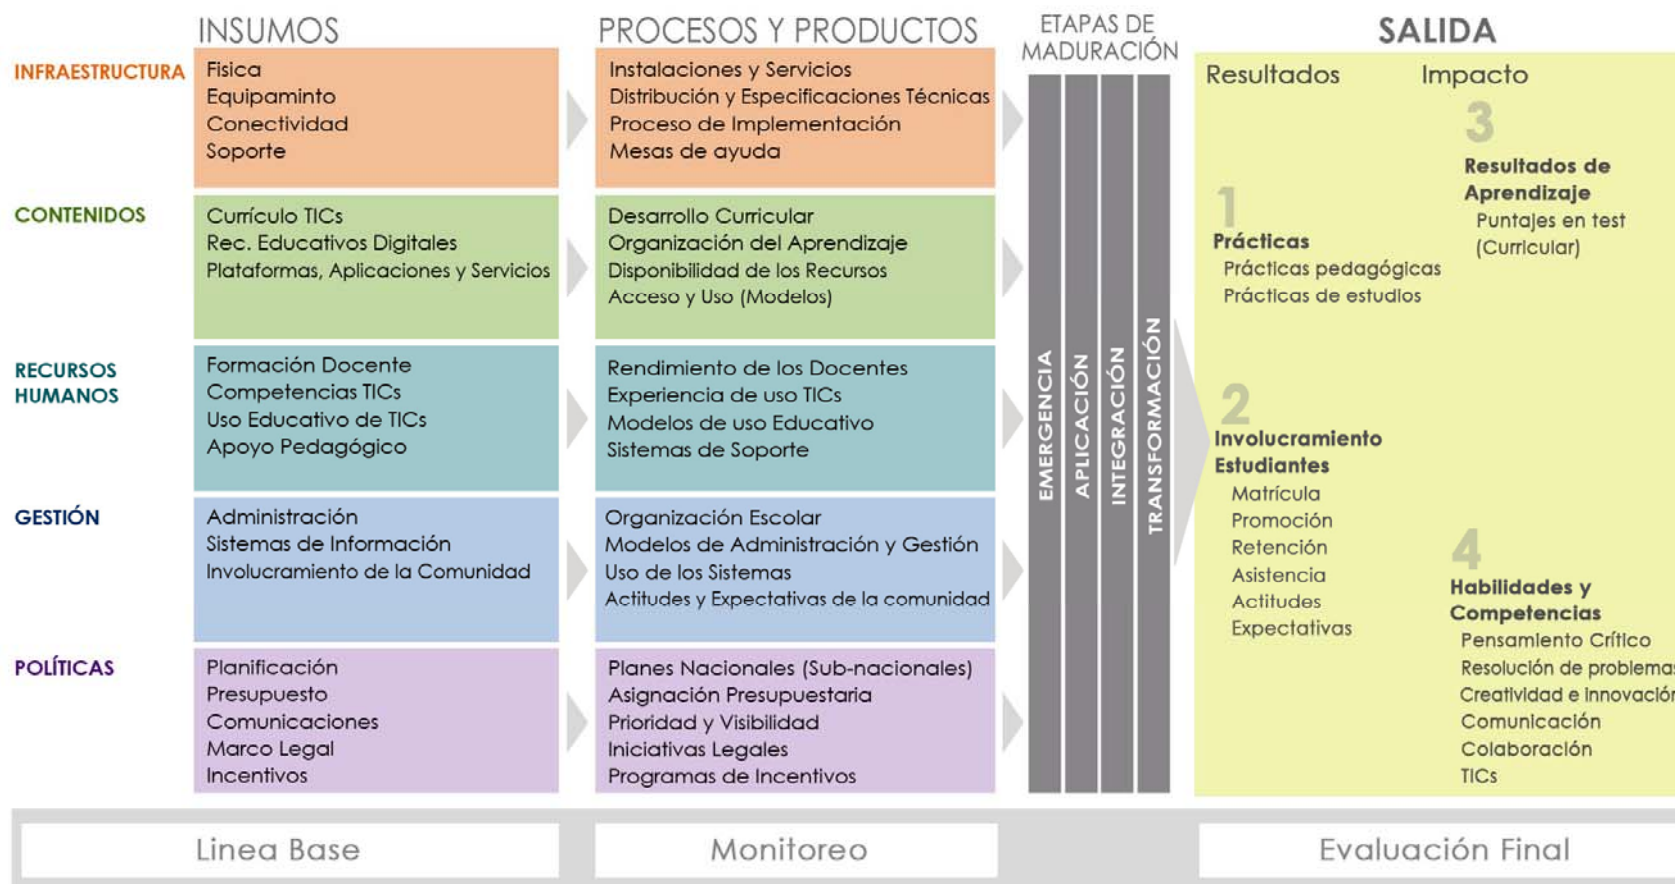 INSUMOS
PROCESOS Y PRODUCTOS
ETAPAS DE
MADURACIÓN
SALIDA
Resultados
Impacto
INFRAESTRUCTURA
Fisica
Equipaminto
Conectividad
Soporte
Instalaciones y Servicios
Distribución y Especificaciones Técnicas
Proceso de Implementación
Mesas de ayuda
CONTENIDOS
Currículo TICs
Rec. Educativos Digitales
Plataformas, Aplicaciones y Servicios
Desarrollo Curricular
Organización del Aprendizaje
Disponibilidad de los Recursos
Acceso y Uso (Modelos)
RECURSOS
HUMANOS
Formación Docente
Competencias TICs
Uso Educativo de TICs
Apoyo Pedagógico
Rendimiento de los Docentes
Experiencia de uso TICs
Modelos de uso Educativo
Sistemas de Soporte
GESTIÓN
Administración
Sistemas de Información
Involucramiento de la Comunidad
Organización Escolar
Modelos de Administración y Gestión
Uso de los Sistemas
Actitudes y Expectativas de la comunidad
POLÍTICAS
Planificación
Presupuesto
Comunicaciones
Marco Legal
Incentivos
Planes Nacionales (Sub-nacionales)
Asignación Presupuestaria
Prioridad y Visibilidad
Iniciativas Legales
Programas de Incentivos
EMERGENCIA
APLICACIÓN
INTEGRACIÓN
TRANSFORMACIÓN
1
Prácticas
Prácticas pedagógicas
Prácticas de estudios
2
Involucramiento
Estudiantes
Matrícula
Promoción
Retención
Asistencia
Actitudes
Expectativas
3
Resultados de
Aprendizaje
Puntajes en test
(Curricular)
4
Habilidades y
Competencias
Pensamiento Crítico
Resolución de problemas
Creatividad e Innovación
Comunicación
Colaboración
TICs
Linea Base
Monitoreo
Evaluación Final